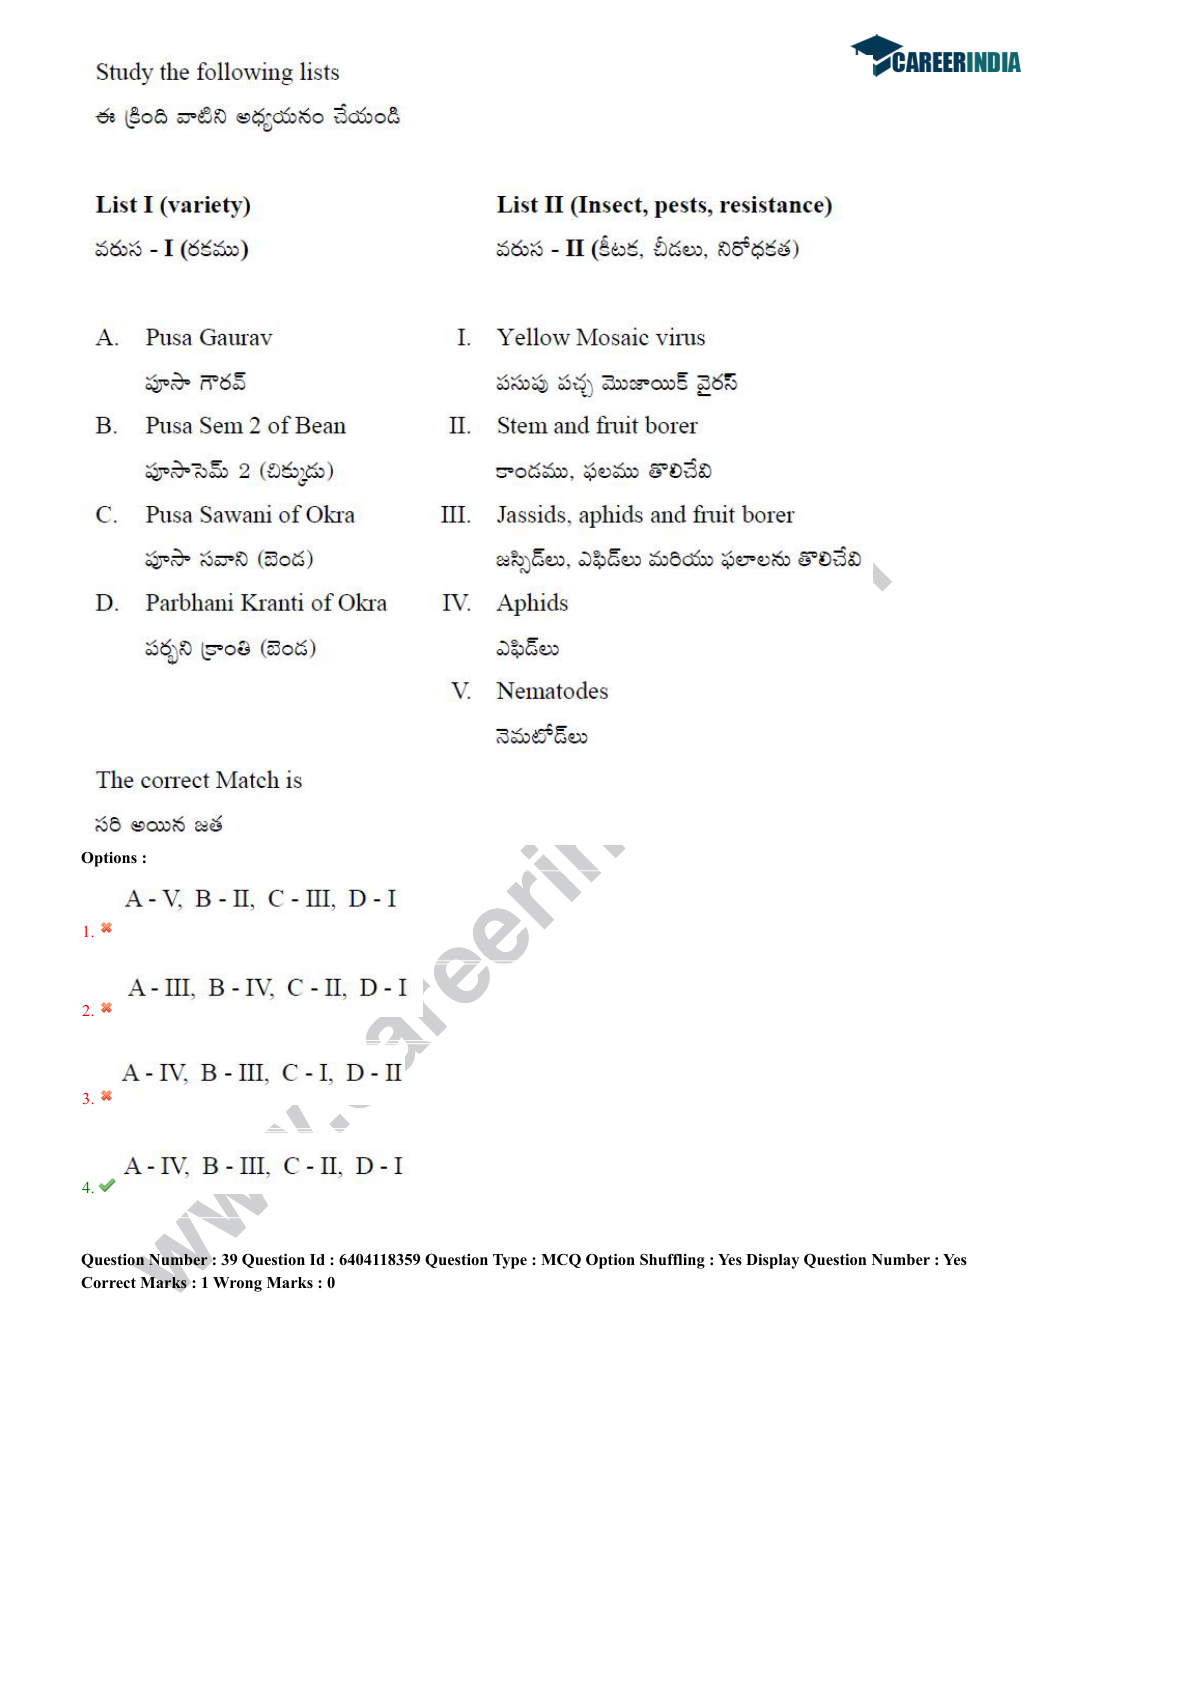 CAREERINDIA
Study the following lists
ఈ క్రింది వాటిని అధ్యయనం చేయండి
List I (variety) List II (Insect, pests, resistance)
వరుస - I (రకము) వరుస - II (కీటక, చీడలు, నిరోధకత)
A. Pusa Gaurav I. Yellow Mosaic virus
పూసా గౌరవ్ పసుపు పచ్చ మొజాయిక్ వైరస్
B. Pusa Sem 2 of Bean II. Stem and fruit borer
పూసాసెమ్ 2 (చిక్కుడు) కాండము, ఫలము తొలిచేవి
C. Pusa Sawani of Okra III. Jassids, aphids and fruit borer
పూసా సవాని (బెండ) జస్సిడ్‌లు, ఎఫిడ్‌లు మరియు ఫలాలను తొలిచేవి
D. Parbhani Kranti of Okra IV. Aphids
పర్భని క్రాంతి (బెండ) ఎఫిడ్‌లు
V. Nematodes
నెమటోడ్‌లు
The correct Match is
సరి అయిన జత
Options :
A - V, B - II, C - III, D - I
1.
A - III, B - IV, C - II, D - I
2.
A - IV, B - III, C - I, D - II
3.
A - IV, B - III, C - II, D - I
4.
Question Number : 39 Question Id : 6404118359 Question Type : MCQ Option Shuffling : Yes Display Question Number : Yes
Correct Marks : 1 Wrong Marks : 0